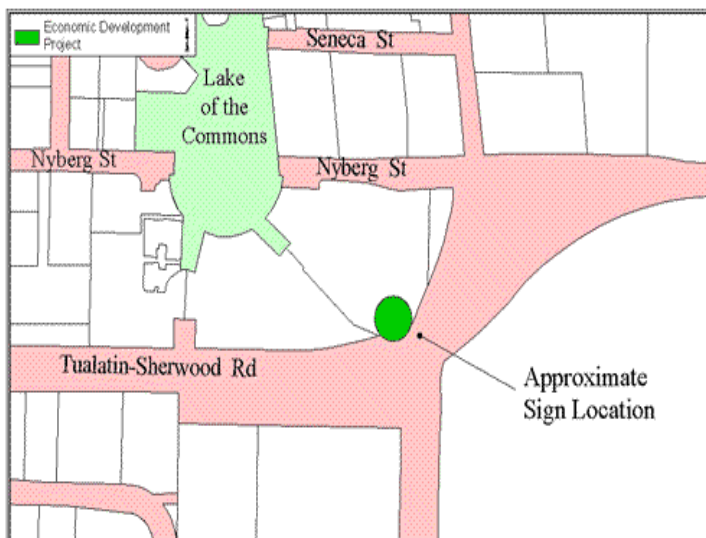 Economic Development
Project
Seneca St
Lake
of the
Commons
Nyberg St
Nyberg St
Tualatin-Sherwood Rd
Approximate
Sign Location